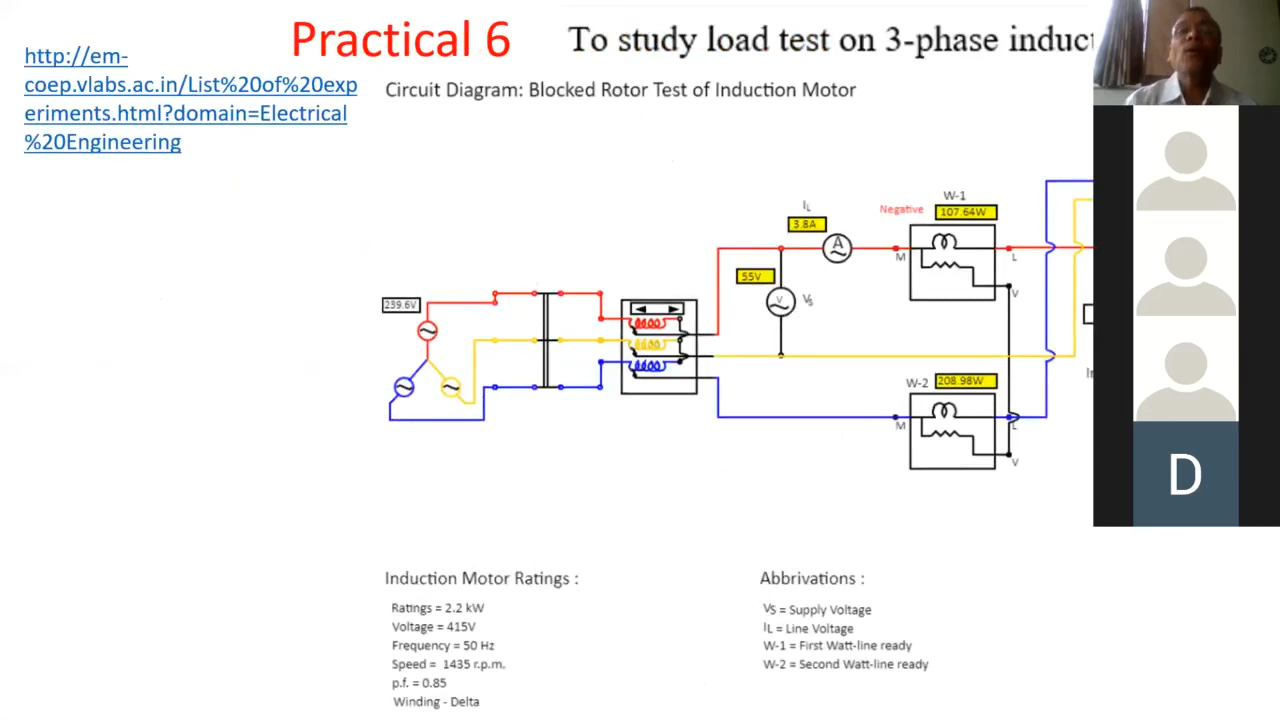 Practical 6
To study load test on 3-phase induct
http://em-
coep.vlabs.ac.in/List%20of%20exp
eriments.html?domain=Electrical
%20Engineering
Circuit Diagram: Blocked Rotor Test of Induction Motor
W-1
Negative
107.64W
IL
3.8A
A
M
L
55V
V
VS
V
239.6V
W-2
208.98W
M
L
V
In
D
Induction Motor Ratings :
Ratings = 2.2 kW
Voltage = 415V
Frequency = 50 Hz
Speed = 1435 r.p.m.
p.f. = 0.85
Winding - Delta
Abbrivations :
VS = Supply Voltage
IL = Line Voltage
W-1 = First Watt-line ready
W-2 = Second Watt-line ready